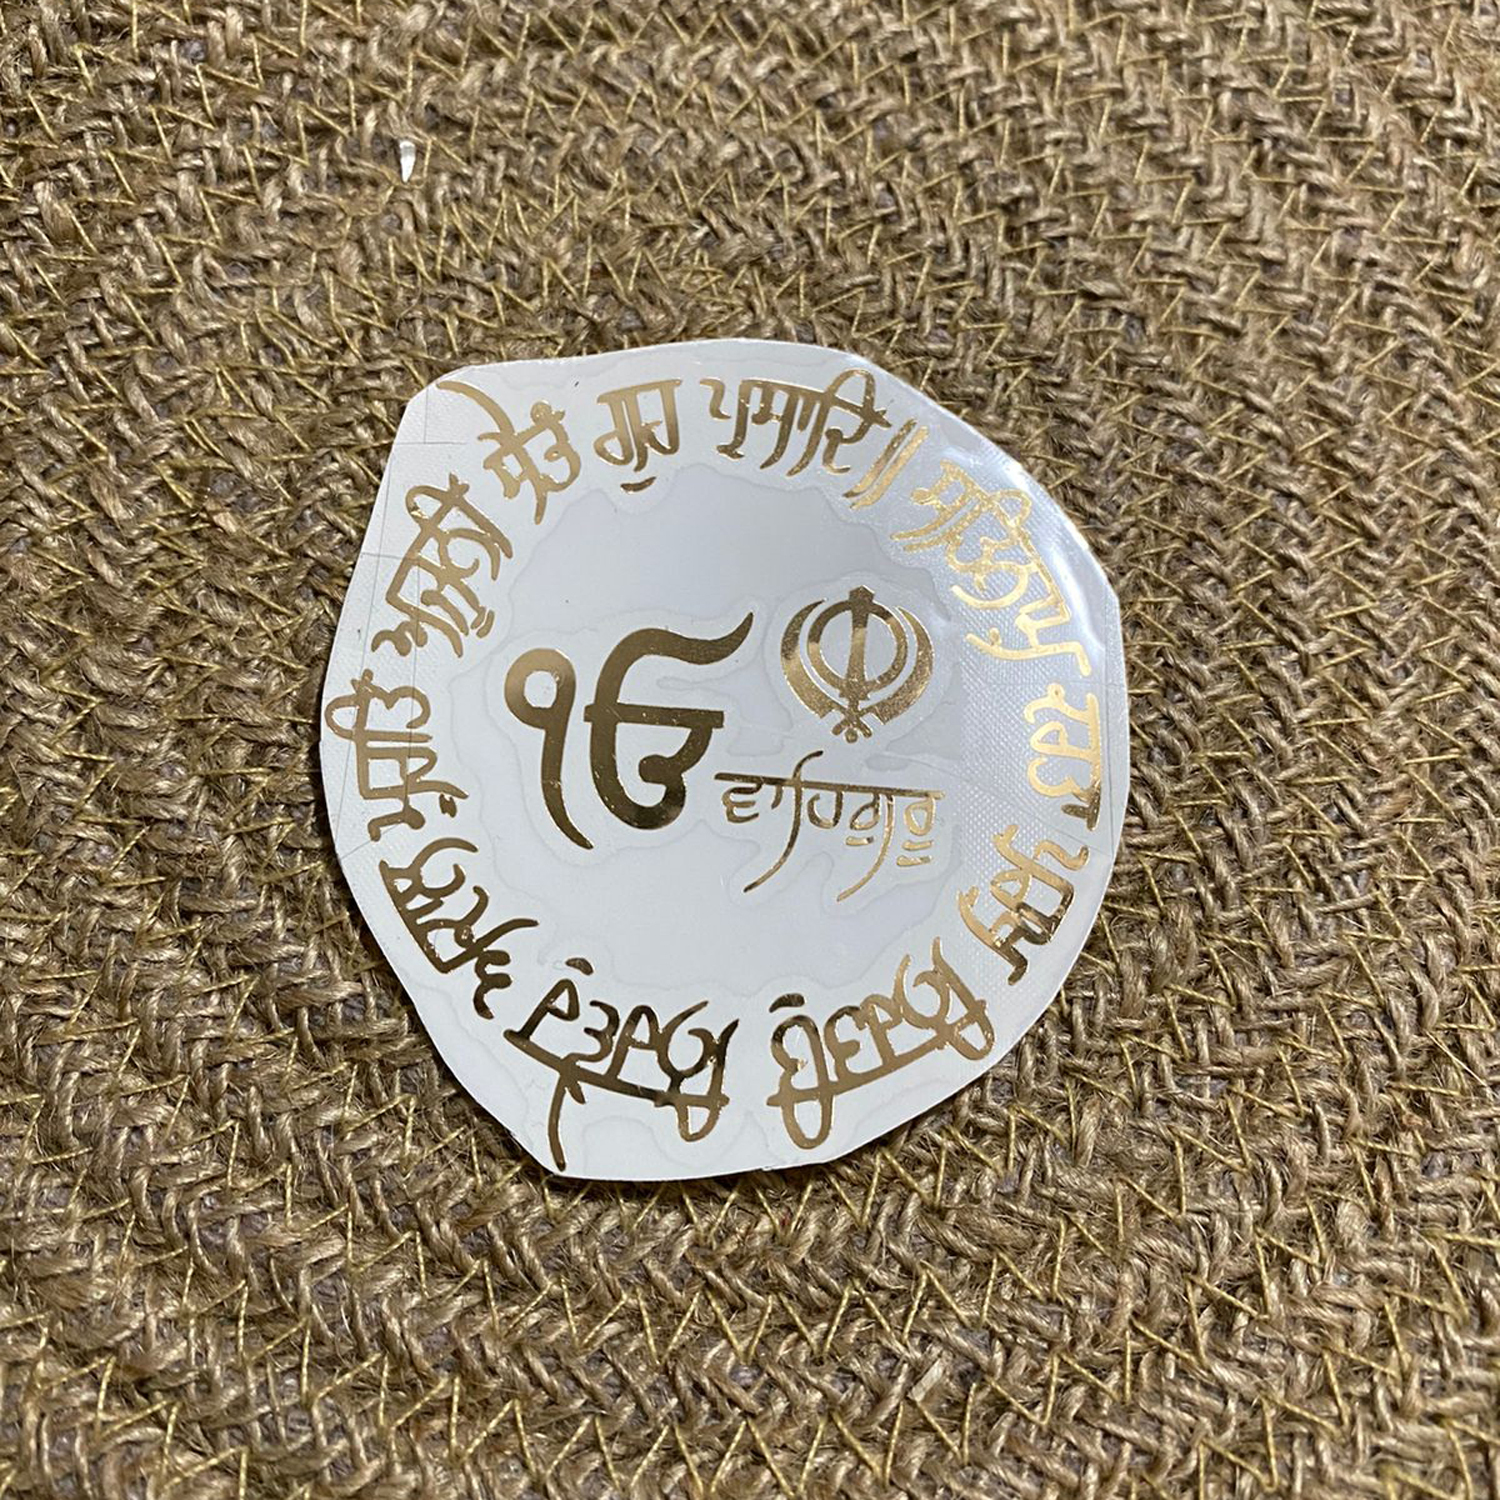 ੴ
ਵਾਹਿਗੁਰੂ
ਸਤਿਨਾਮ ਕਰਤਾ ਪੁਰਖ ਨਿਰਭਉ ਨਿਰਵੈਰ ਅਕਾਲ ਮੂਰਤਿ ਅਜੂਨੀ ਸੈਭੰ ਗੁਰ ਪ੍ਰਸਾਦਿ॥